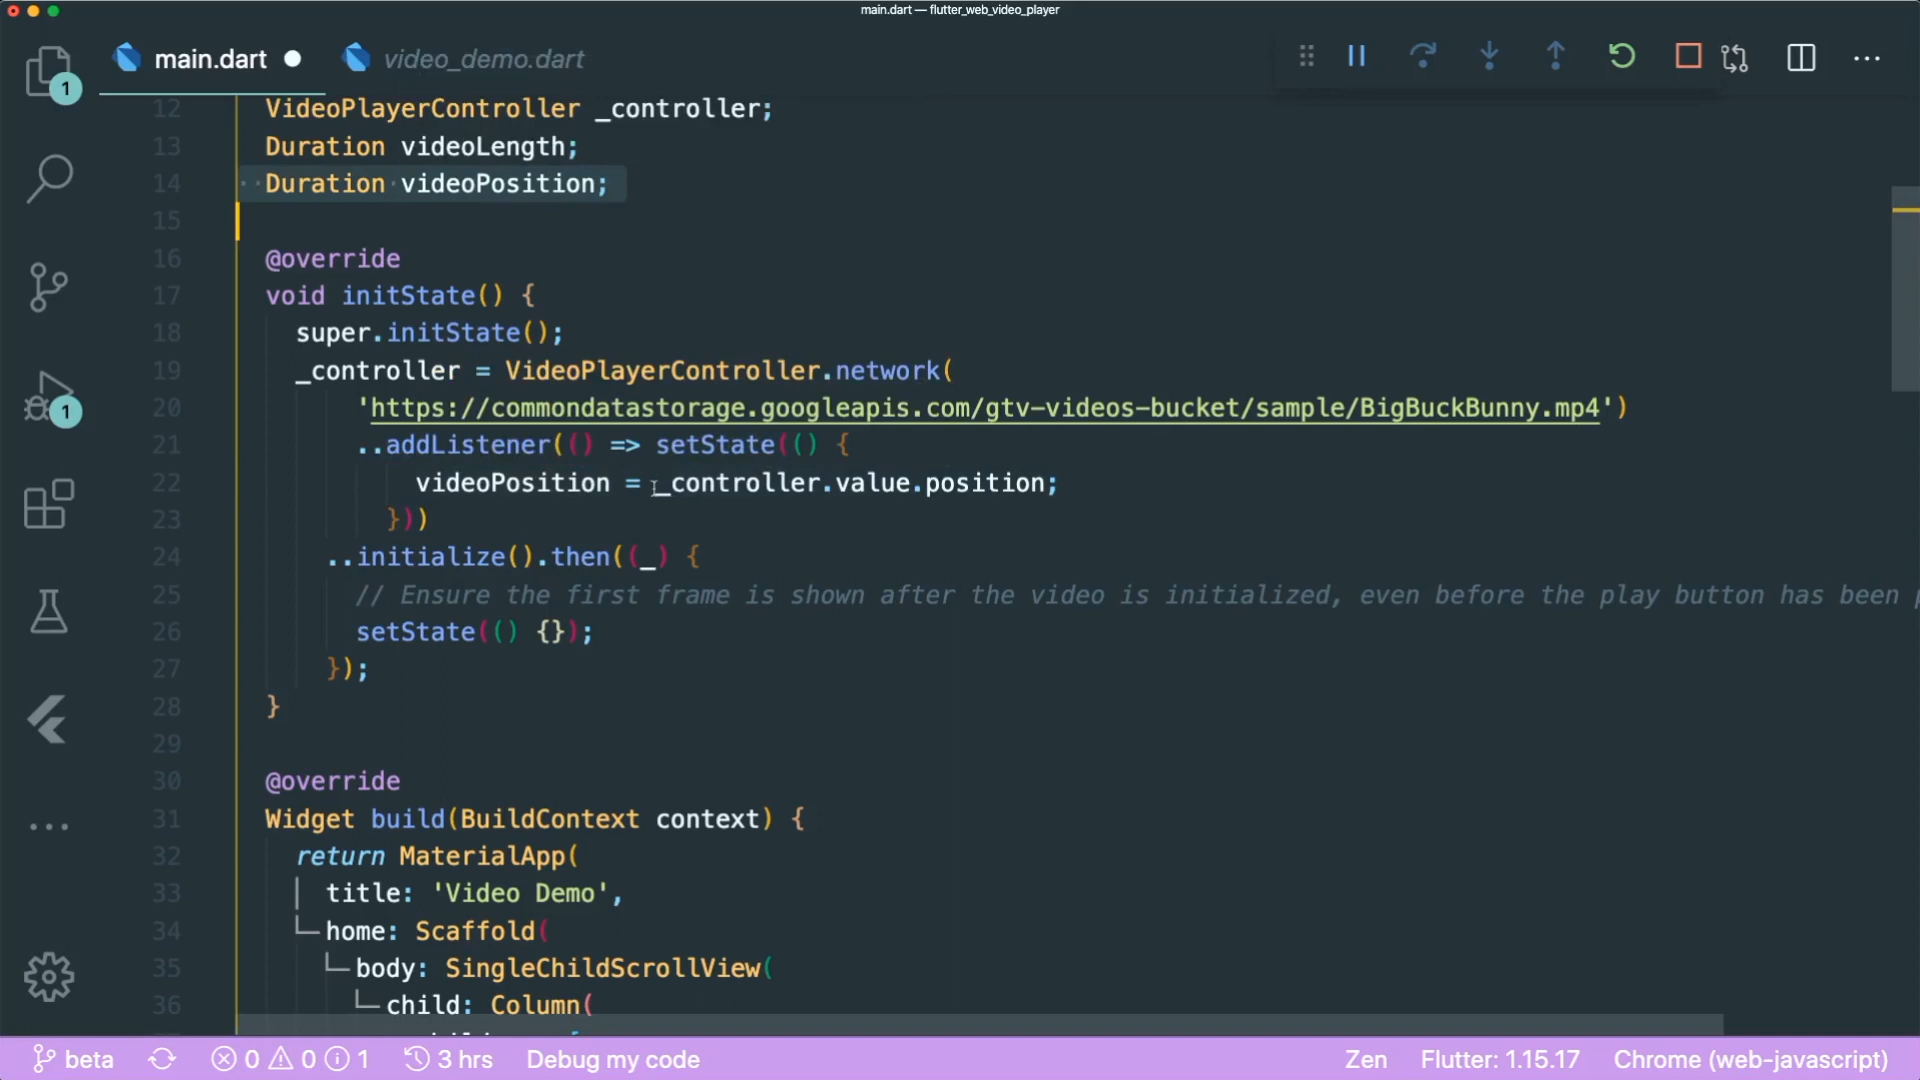 main.dart — flutter_web_video_player
1
main.dart
video_demo.dart
12 VideoPlayerController _controller;
13 Duration videoLength;
14 Duration videoPosition;
15
16 @override
17 void initState() {
18 super.initState();
19 _controller = VideoPlayerController.network(
20 'https://commondatastorage.googleapis.com/gtv-videos-bucket/sample/BigBuckBunny.mp4')
21 ..addListener(() => setState(() {
22 videoPosition = _controller.value.position;
23 }))
24 ..initialize().then((_) {
25 // Ensure the first frame is shown after the video is initialized, even before the play button has been
26 setState(() {});
27 });
28 }
29
30 @override
31 Widget build(BuildContext context) {
32 return MaterialApp(
33 title: 'Video Demo',
34 home: Scaffold(
35 body: SingleChildScrollView(
36 child: Column(
1
beta 0 0 1 3 hrs Debug my code Zen Flutter: 1.15.17 Chrome (web-javascript)